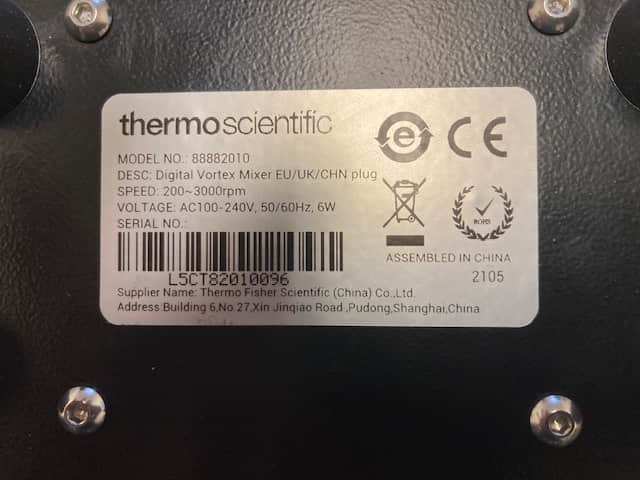 thermo scientific
MODEL NO.: 88882010
DESC: Digital Vortex Mixer EU/UK/CHN plug
SPEED: 200~3000rpm
VOLTAGE: AC100-240V, 50/60Hz, 6W
SERIAL NO.:
L5CT82010096
Supplier Name: Thermo Fisher Scientific (China) Co.,Ltd.
Address Building 6,No.27,Xin Jinqiao Road ,Pudong,Shanghai,China
e
CE
ROHS
ASSEMBLED IN CHINA
2105